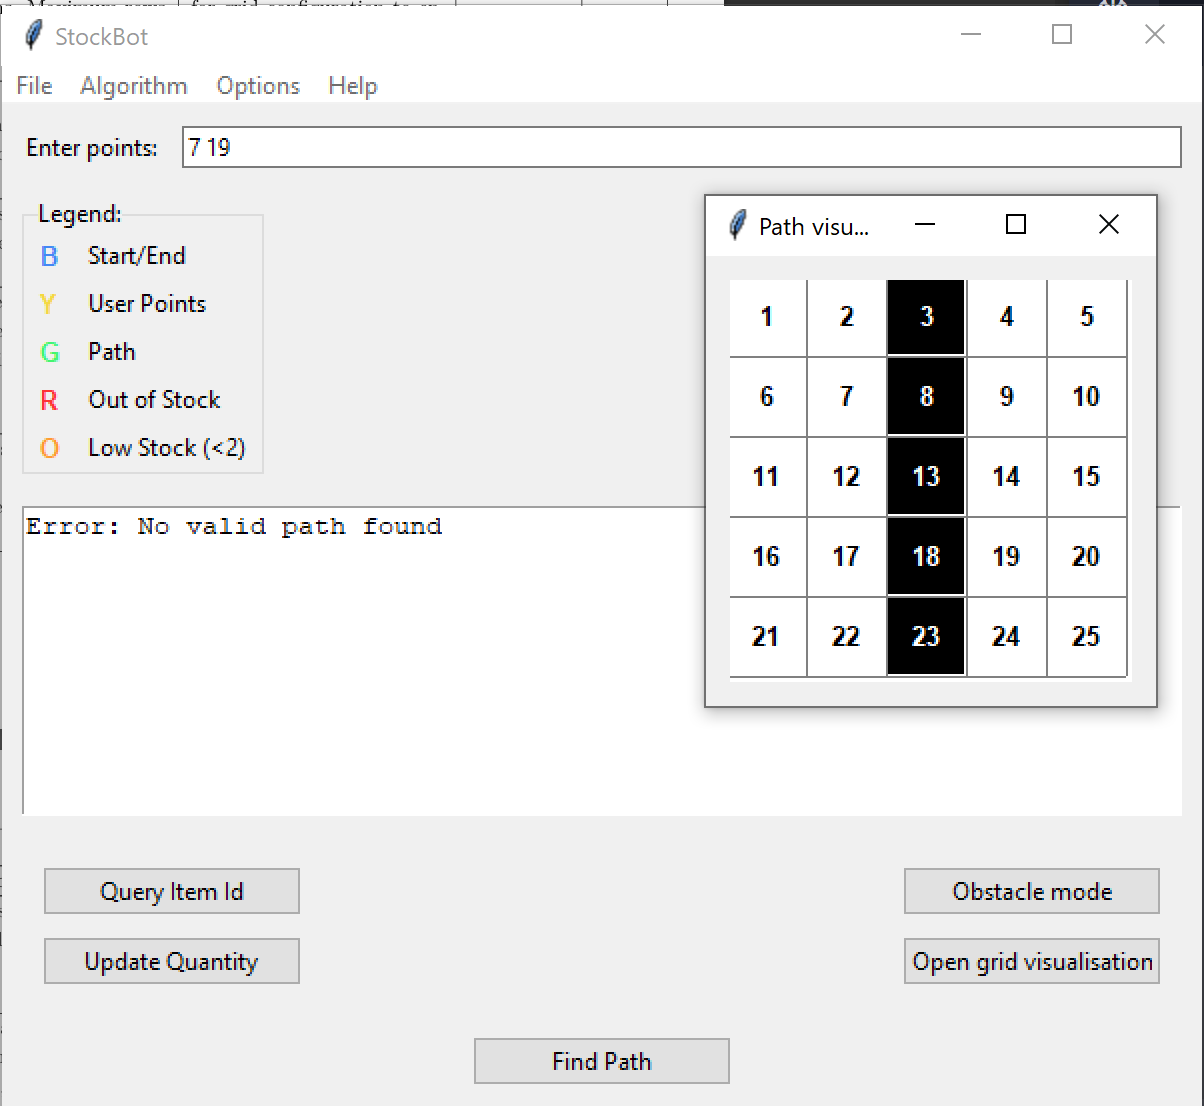 StockBot
File Algorithm Options Help
Enter points: 7 19
Legend:
B Start/End
Y User Points
G Path
R Out of Stock
O Low Stock (<2)
Path visu...
1 2 3 4 5
6 7 8 9 10
11 12 13 14 15
16 17 18 19 20
21 22 23 24 25
Error: No valid path found
Query Item Id
Obstacle mode
Update Quantity
Open grid visualisation
Find Path